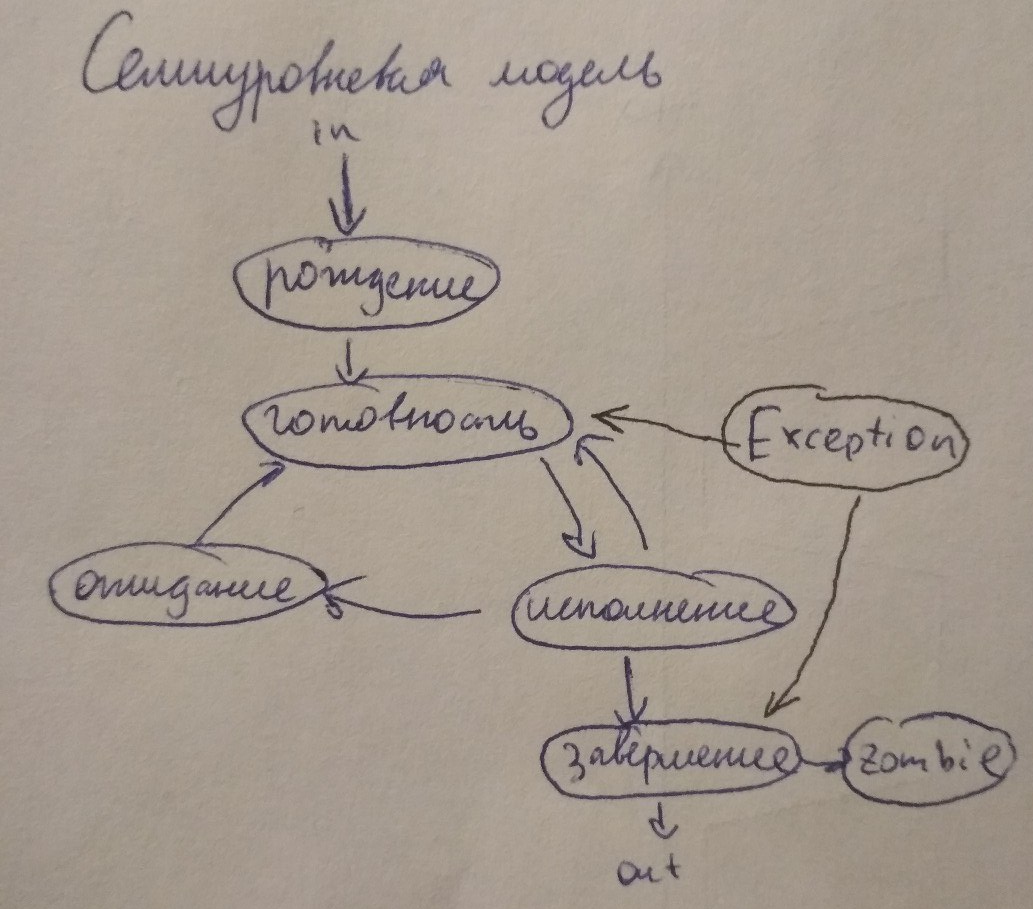 Семиуровневая модель
in
рождение
готовность
Exception
ожидание
исполнение
завершение
zombie
out